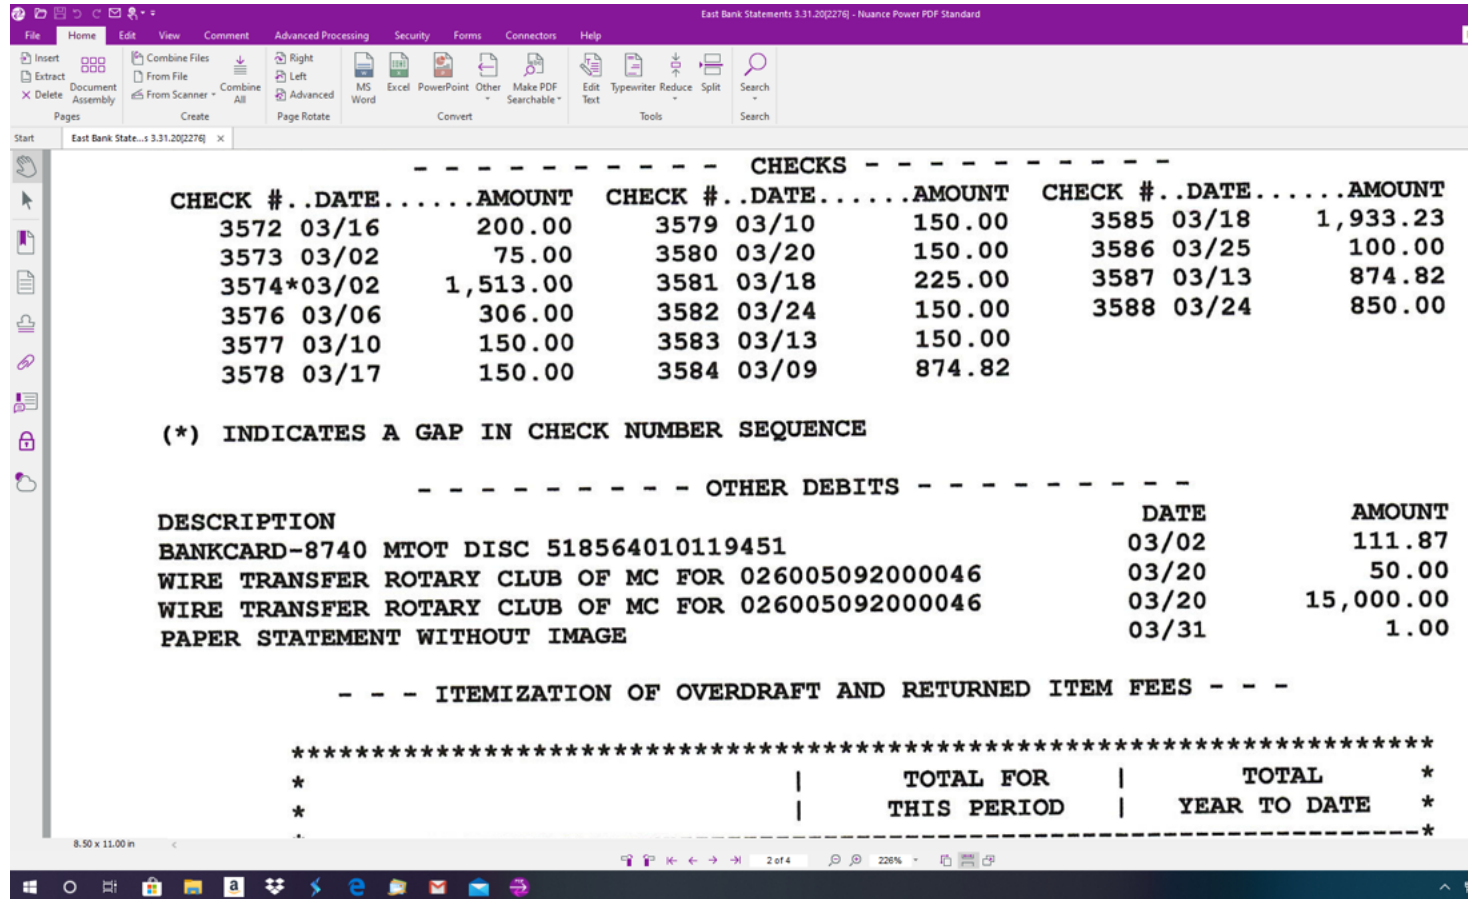 East Bank Statements 3.31.20[2276] - Nuance Power PDF Standard
File Home Edit View Comment Advanced Processing Security Forms Connectors Help
Insert
Extract
Delete
Document Assembly
Pages
Combine Files
From File
From Scanner
Combine All
Create
Right
Left
Advanced
Page Rotate
MS Word
Excel
PowerPoint
Other
Make PDF Searchable
Convert
Edit Text
Typewriter
Reduce
Split
Tools
Search
Search
Start East Bank State...s 3.31.20[2276] ×
- - - - - - - - - - CHECKS - - - - - - - - - -
CHECK #..DATE......AMOUNT CHECK #..DATE......AMOUNT CHECK #..DATE......AMOUNT
3572 03/16 200.00 3579 03/10 150.00 3585 03/18 1,933.23
3573 03/02 75.00 3580 03/20 150.00 3586 03/25 100.00
3574*03/02 1,513.00 3581 03/18 225.00 3587 03/13 874.82
3576 03/06 306.00 3582 03/24 150.00 3588 03/24 850.00
3577 03/10 150.00 3583 03/13 150.00
3578 03/17 150.00 3584 03/09 874.82
(*) INDICATES A GAP IN CHECK NUMBER SEQUENCE
- - - - - - - - - OTHER DEBITS - - - - - - - - -
DESCRIPTION DATE AMOUNT
BANKCARD-8740 MTOT DISC 518564010119451 03/02 111.87
WIRE TRANSFER ROTARY CLUB OF MC FOR 026005092000046 03/20 50.00
WIRE TRANSFER ROTARY CLUB OF MC FOR 026005092000046 03/20 15,000.00
PAPER STATEMENT WITHOUT IMAGE 03/31 1.00
- - - ITEMIZATION OF OVERDRAFT AND RETURNED ITEM FEES - - -
***********************************************************************
* | TOTAL FOR | TOTAL *
* | THIS PERIOD | YEAR TO DATE *
8.50 x 11.00 in
2 of 4 226%